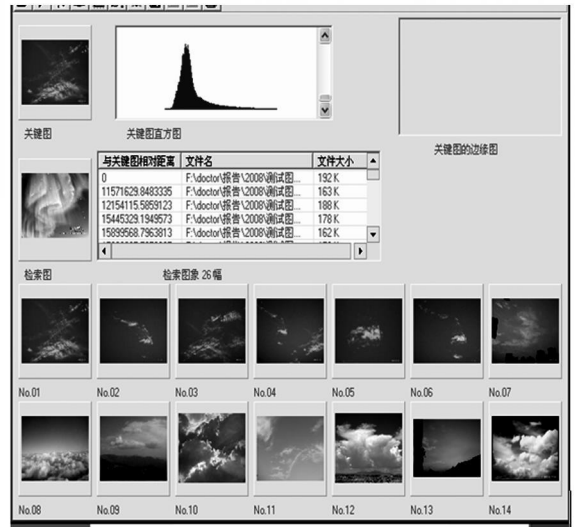 关键图
关键图直方图
关键图的边缘图
与关键图相对距离 文件名 文件大小
0 F:\doctor\报告\2008\测试图... 192 K
11571629.8483335 F:\doctor\报告\2008\测试图... 163 K
12154115.5859123 F:\doctor\报告\2008\测试图... 188 K
15445329.1949573 F:\doctor\报告\2008\测试图... 178 K
15899568.7963813 F:\doctor\报告\2008\测试图... 162 K
检索图
检索图象 26幅
No.01 No.02 No.03 No.04 No.05 No.06 No.07
No.08 No.09 No.10 No.11 No.12 No.13 No.14